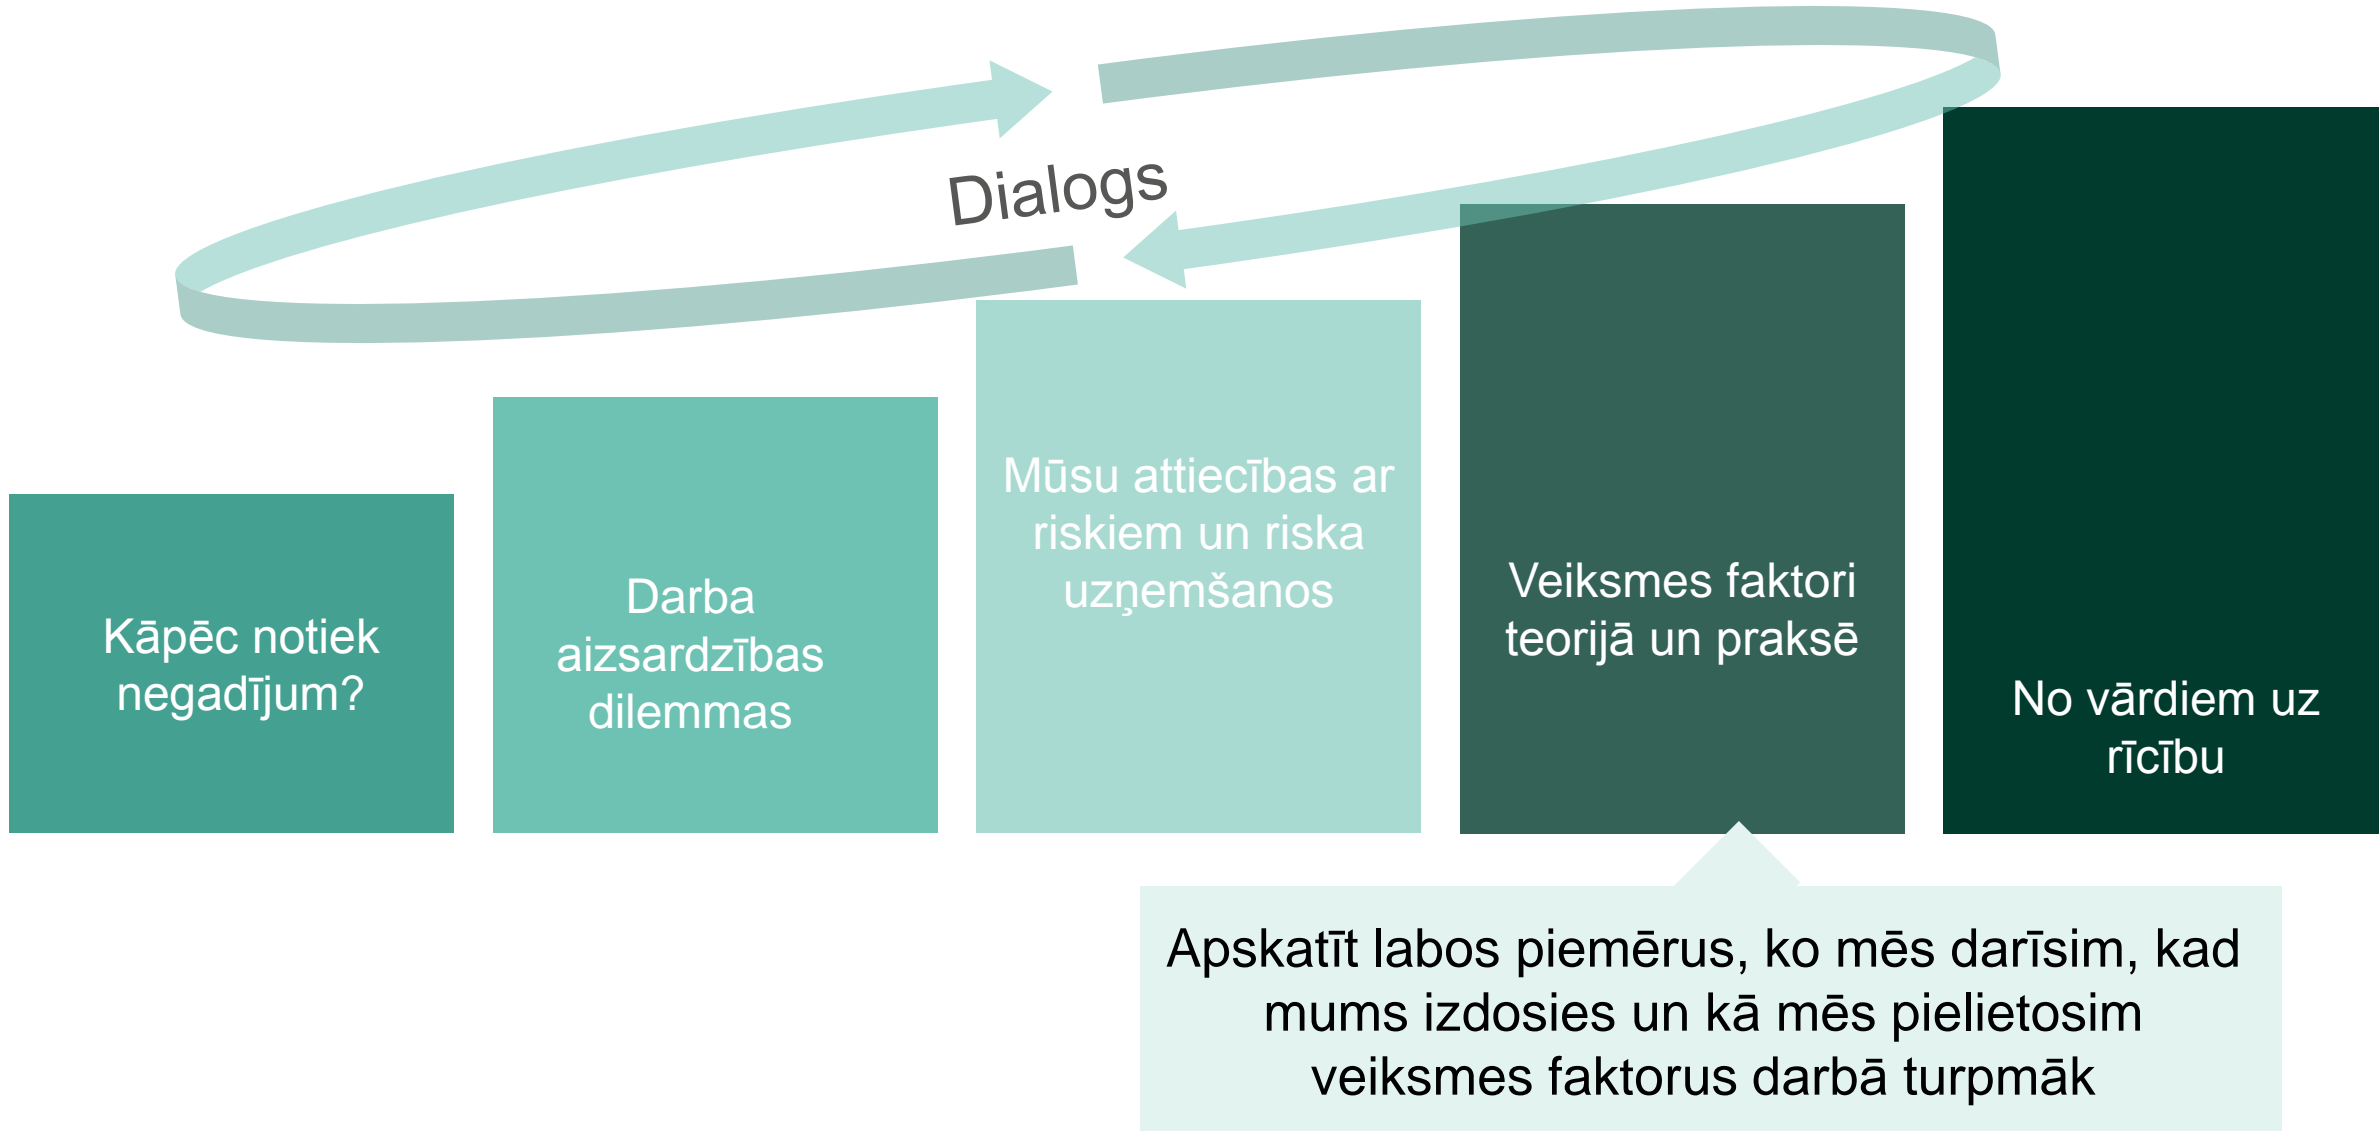 Dialogs
Kāpēc notiek
negadījum?
Darba
aizsardzības
dilemmas
Mūsu attiecības ar
riskiem un riska
uzņemšanos
Veiksmes faktori
teorijā un praksē
No vārdiem uz
rīcību
Apskatīt labos piemērus, ko mēs darīsim, kad
mums izdosies un kā mēs pielietosim
veiksmes faktorus darbā turpmāk